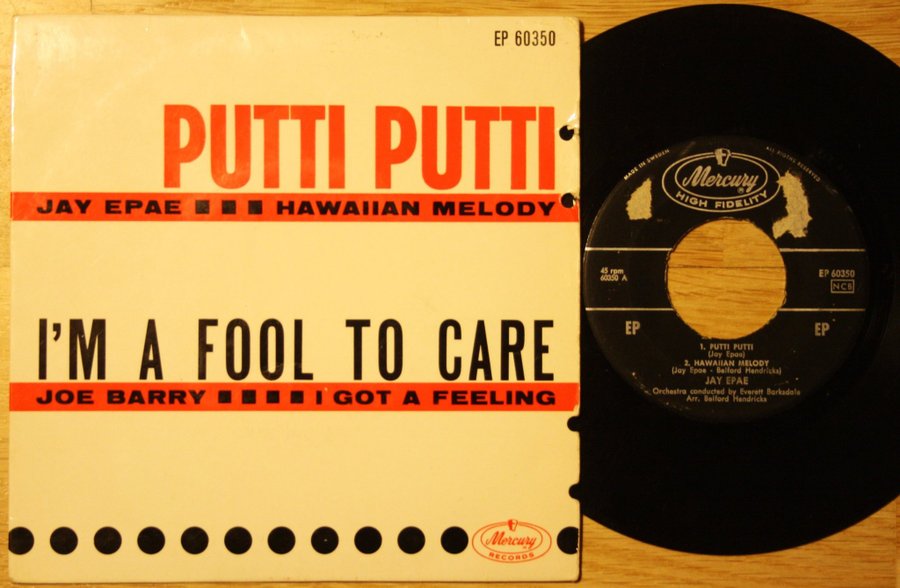 EP 60350
PUTTI PUTTI
JAY EPAE HAWAIIAN MELODY
I'M A FOOL TO CARE
JOE BARRY I GOT A FEELING
Mercury
RECORDS
MADE IN SWEDEN
ALL RIGHTS RESERVED
Mercury
HIGH FIDELITY
45 rpm
60350 A
EP 60350
NCB
EP
EP
1. PUTTI PUTTI
(Jay Epae)
2. HAWAIIAN MELODY
(Jay Epae - Belford Hendricks)
JAY EPAE
Orchestra conducted by Everett Barksdale
Arr. Belford Hendricks